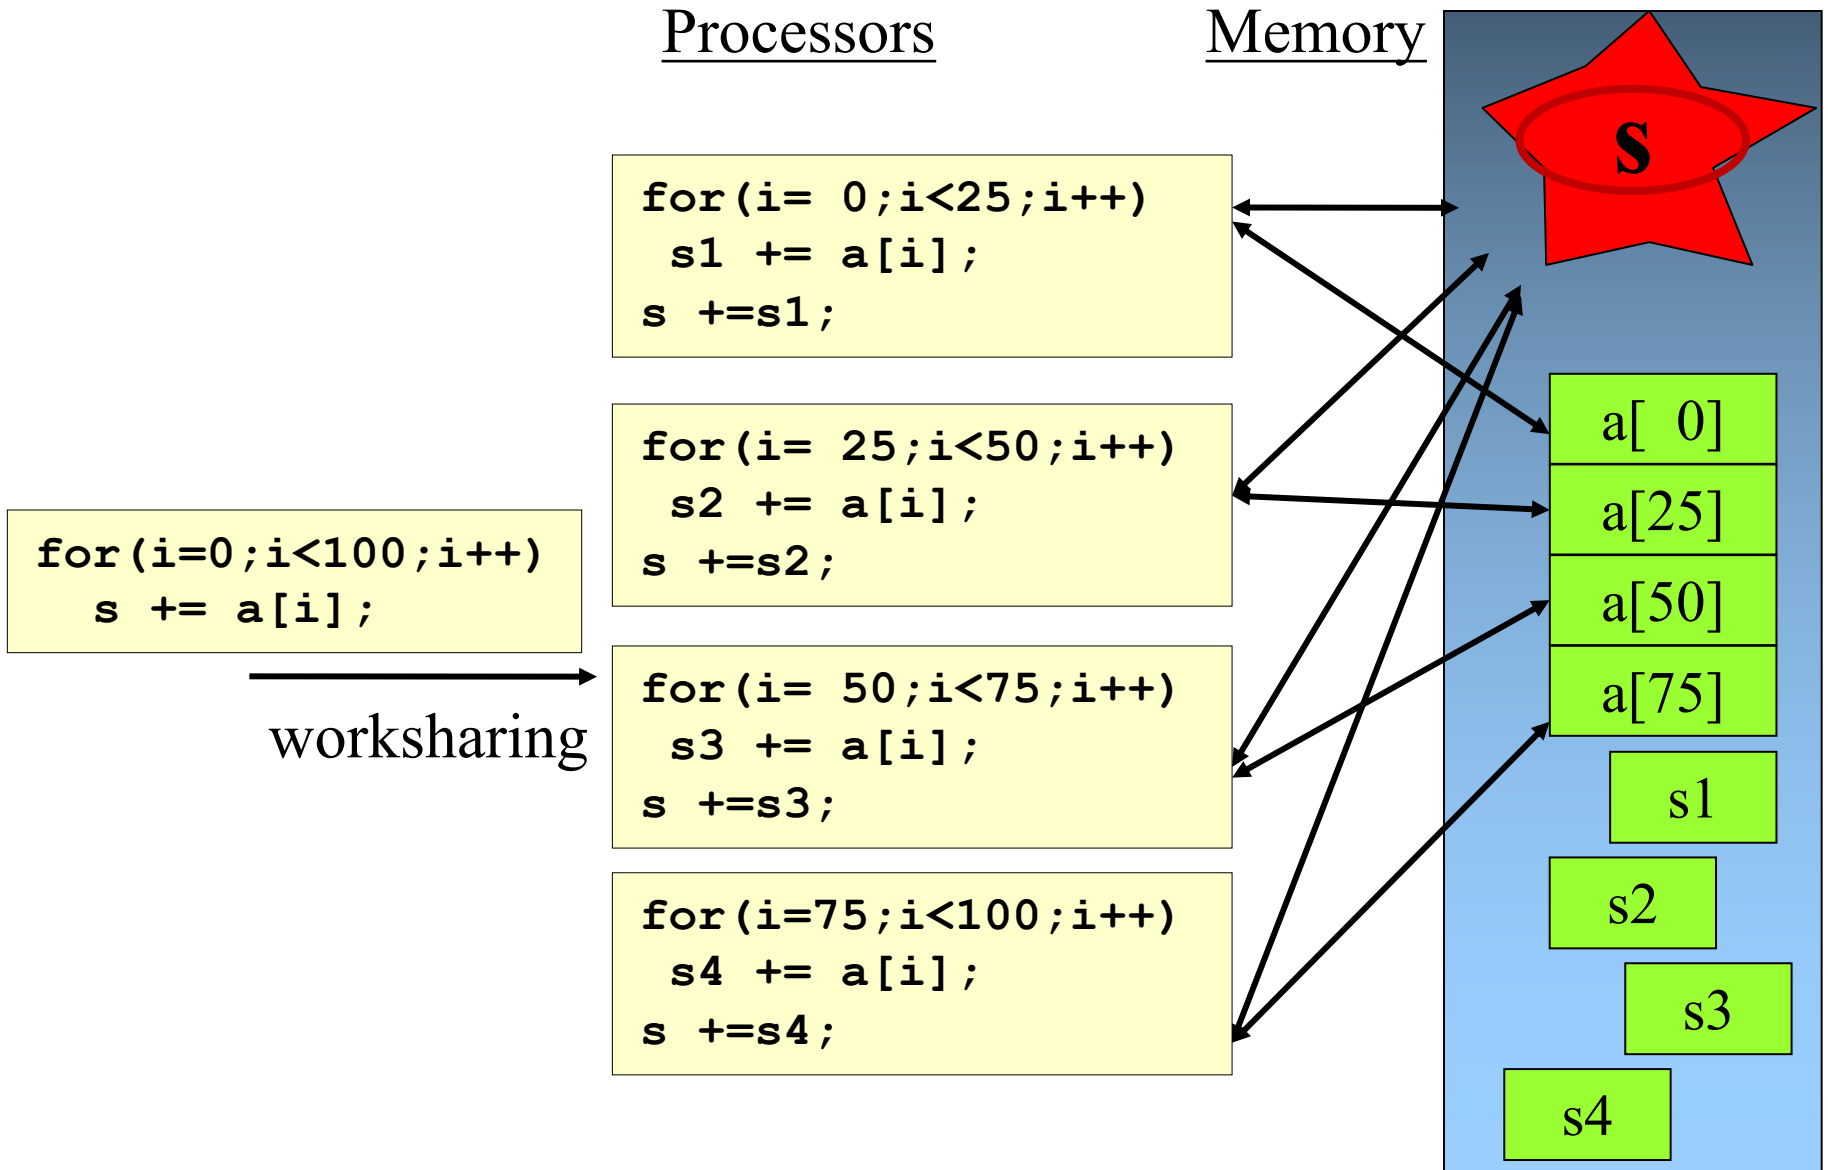 Processors
Memory
s
for(i= 0;i<25;i++)
s1 += a[i];
s +=s1;
for(i= 25;i<50;i++)
s2 += a[i];
s +=s2;
for(i=0;i<100;i++)
s += a[i];
worksharing
for(i= 50;i<75;i++)
s3 += a[i];
s +=s3;
for(i=75;i<100;i++)
s4 += a[i];
s +=s4;
a[ 0]
a[25]
a[50]
a[75]
s1
s2
s3
s4